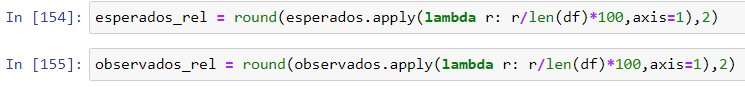 In [154]: esperados_rel = round(esperados.apply(lambda r: r/len(df)*100,axis=1),2)
In [155]: observados_rel = round(observados.apply(lambda r: r/len(df)*100,axis=1),2)